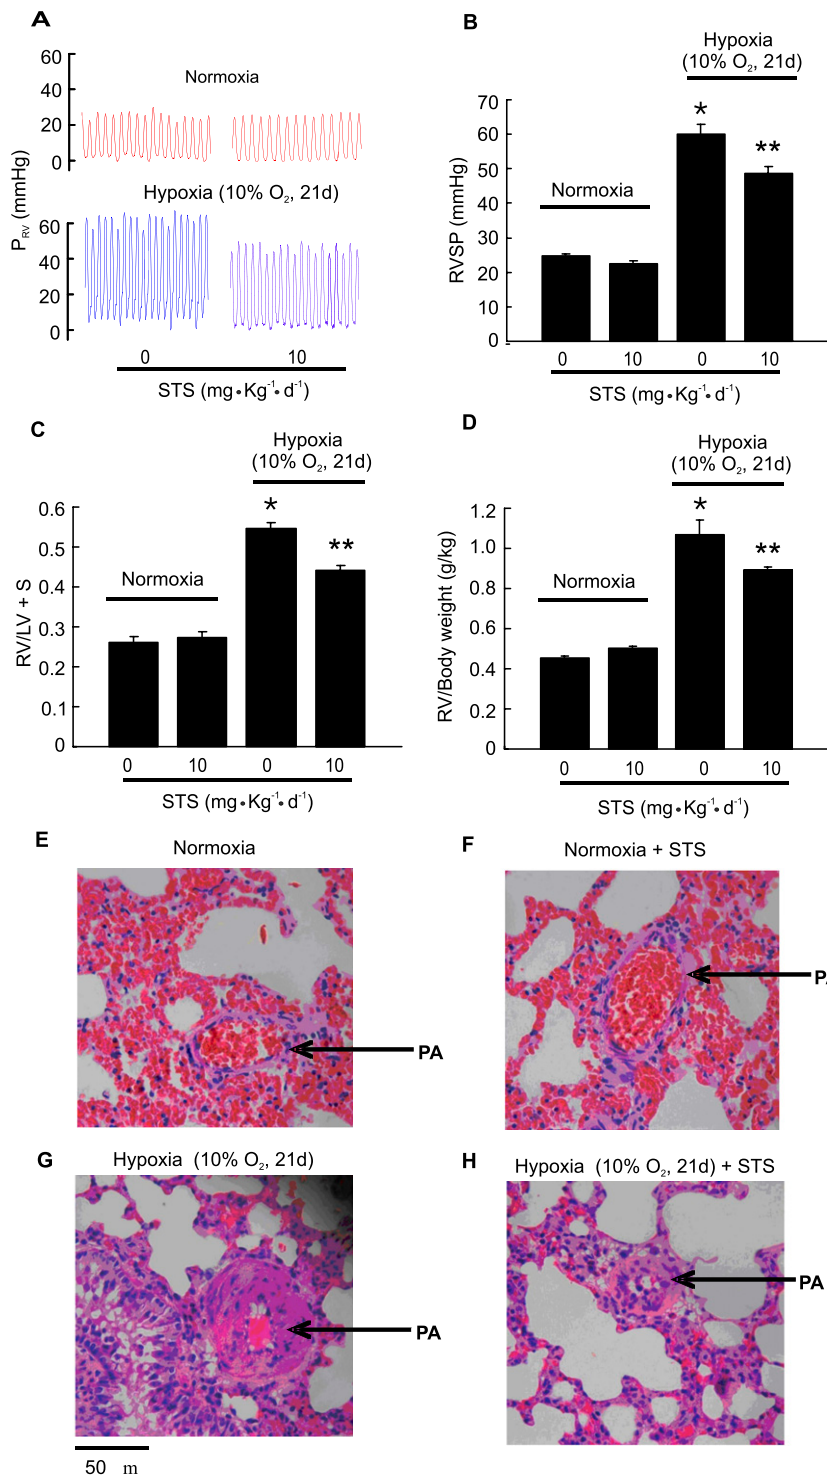 A
60
40
20
0
Normoxia
Hypoxia (10% O2, 21d)
60
40
20
0
PRV (mmHg)
0 10
STS (mg•Kg-1•d-1)
B
Hypoxia
(10% O2, 21d)
70
60
50
40
30
20
10
0
RVSP (mmHg)
Normoxia
*
**
0 10 0 10
STS (mg•Kg-1•d-1)
C
Hypoxia
(10% O2, 21d)
0.6
0.5
0.4
0.3
0.2
0.1
0
RV/LV + S
Normoxia
*
**
0 10 0 10
STS (mg•Kg-1•d-1)
D
Hypoxia
(10% O2, 21d)
1.2
1.0
0.8
0.6
0.4
0.2
0
RV/Body weight (g/kg)
Normoxia
*
**
0 10 0 10
STS (mg•Kg-1•d-1)
E
Normoxia
PA
F
Normoxia + STS
PA
G
Hypoxia (10% O2, 21d)
PA
H
Hypoxia (10% O2, 21d) + STS
PA
50 m